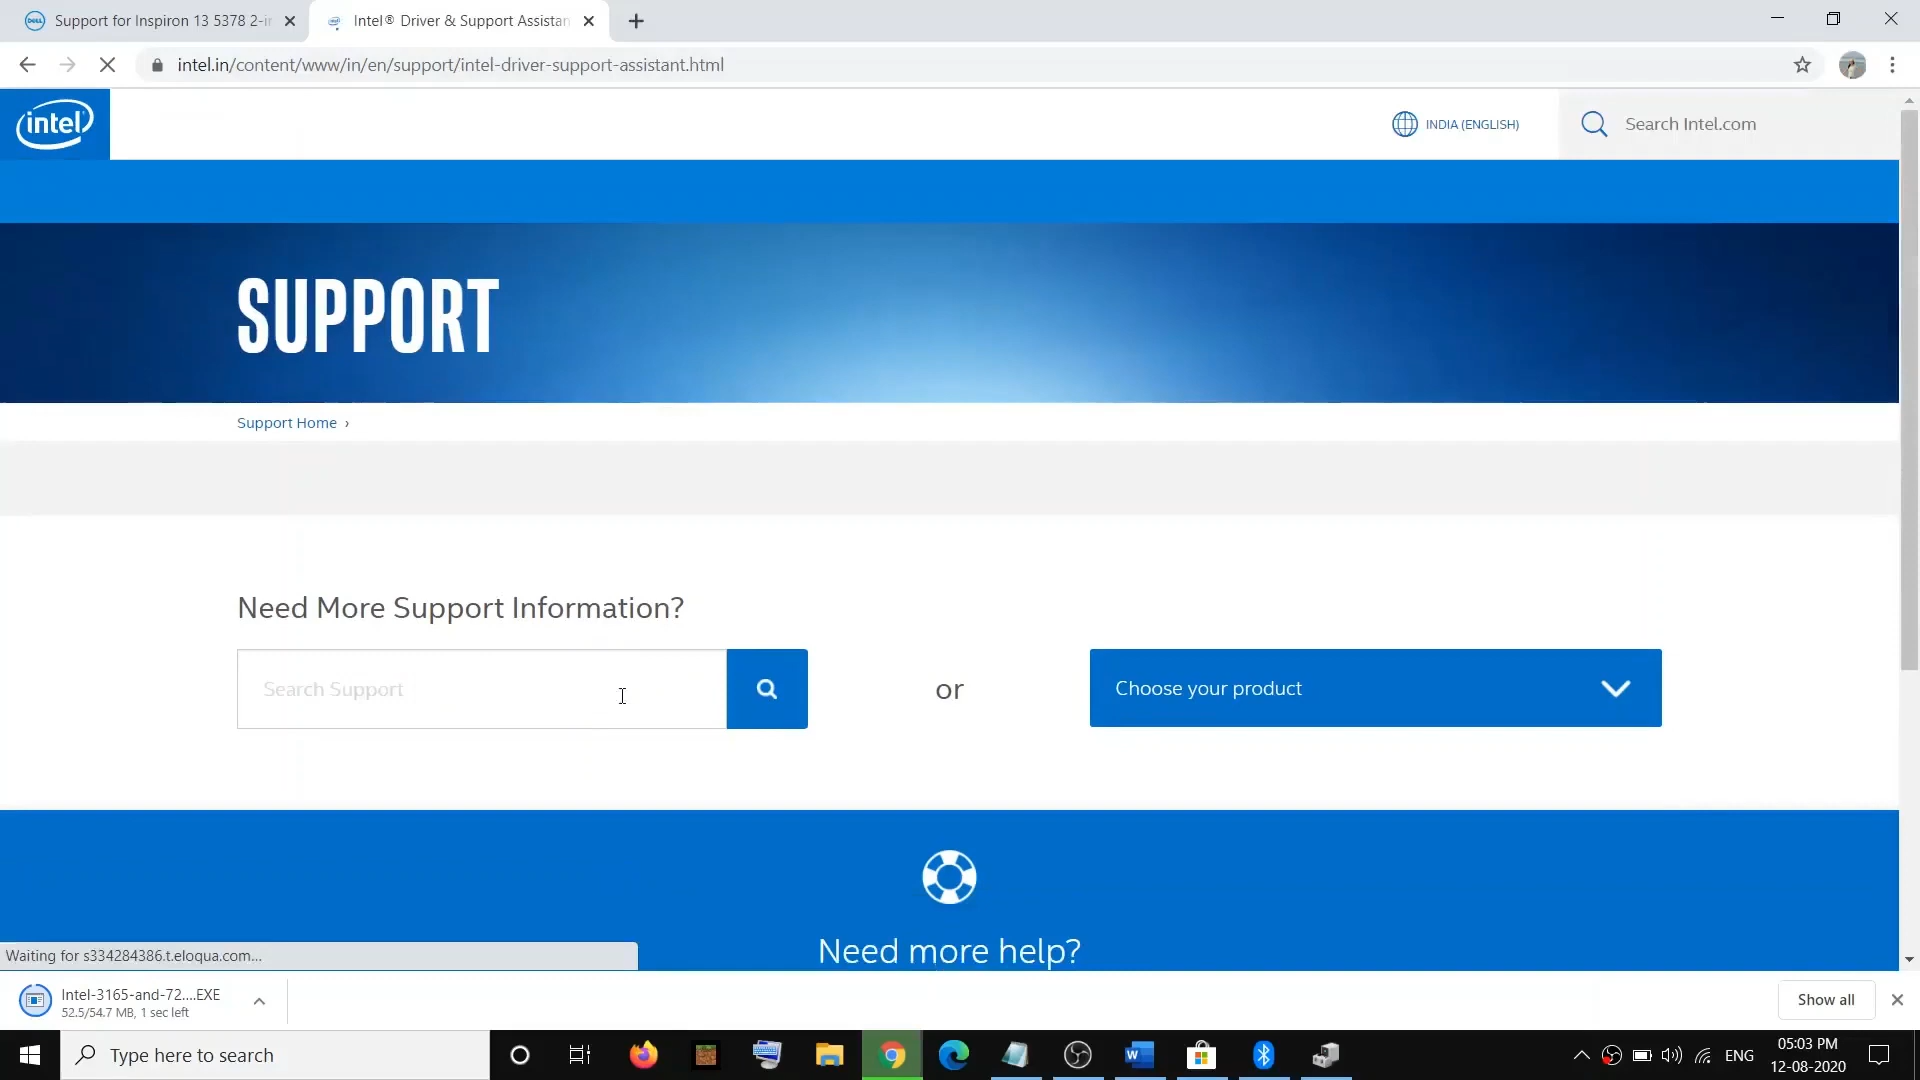 Support for Inspiron 13 5378 2-i
Intel® Driver & Support Assistan
intel.in/content/www/in/en/support/intel-driver-support-assistant.html
intel
INDIA (ENGLISH)
Search Intel.com
SUPPORT
Support Home ›
Need More Support Information?
Search Support
or
Choose your product
Need more help?
Waiting for s334284386.t.eloqua.com...
Intel-3165-and-72....EXE
52.5/54.7 MB, 1 sec left
Show all
Type here to search
ENG
05:03 PM
12-08-2020